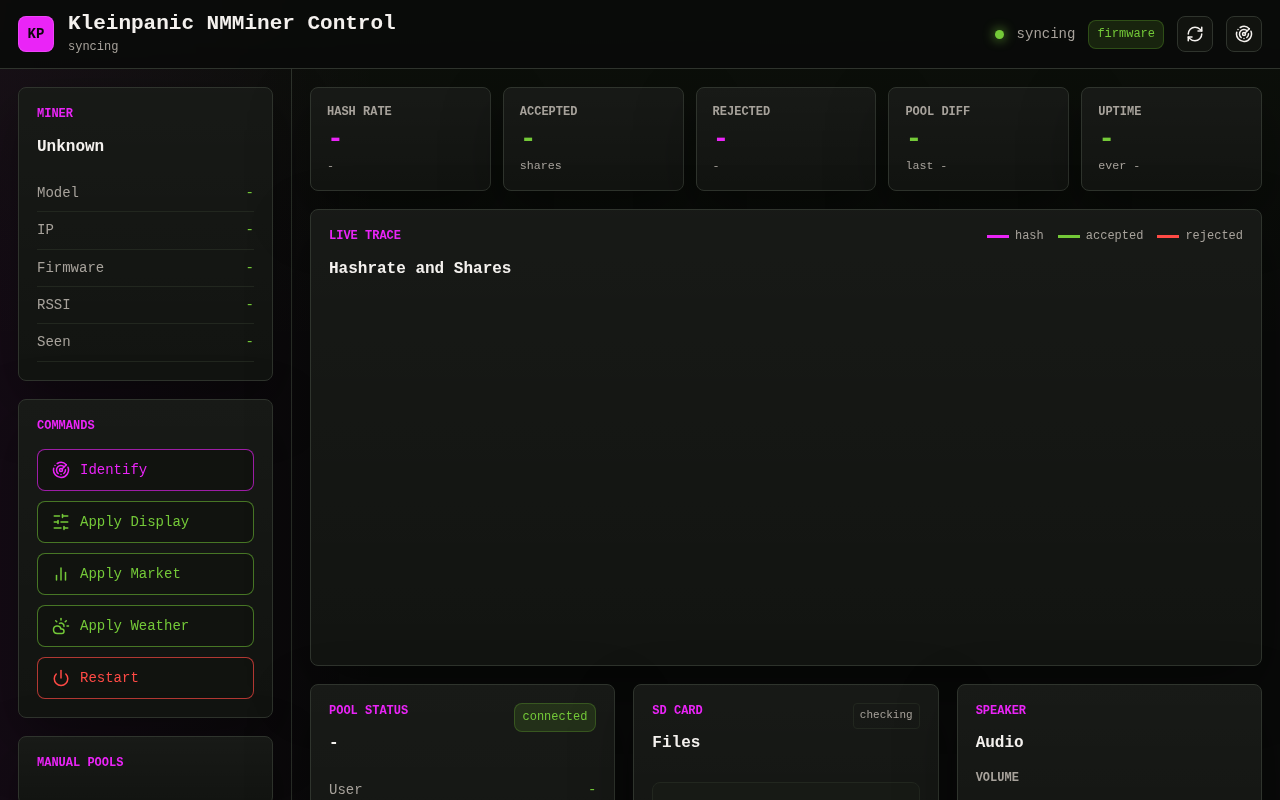 KP
Kleinpanic NMMiner Control
syncing
syncing
firmware
MINER
Unknown
Model -
IP -
Firmware -
RSSI -
Seen -
COMMANDS
Identify
Apply Display
Apply Market
Apply Weather
Restart
MANUAL POOLS
HASH RATE
-
-
ACCEPTED
-
shares
REJECTED
-
-
POOL DIFF
-
last -
UPTIME
-
ever -
LIVE TRACE
hash accepted rejected
Hashrate and Shares
POOL STATUS
connected
-
User -
SD CARD
checking
Files
SPEAKER
Audio
VOLUME